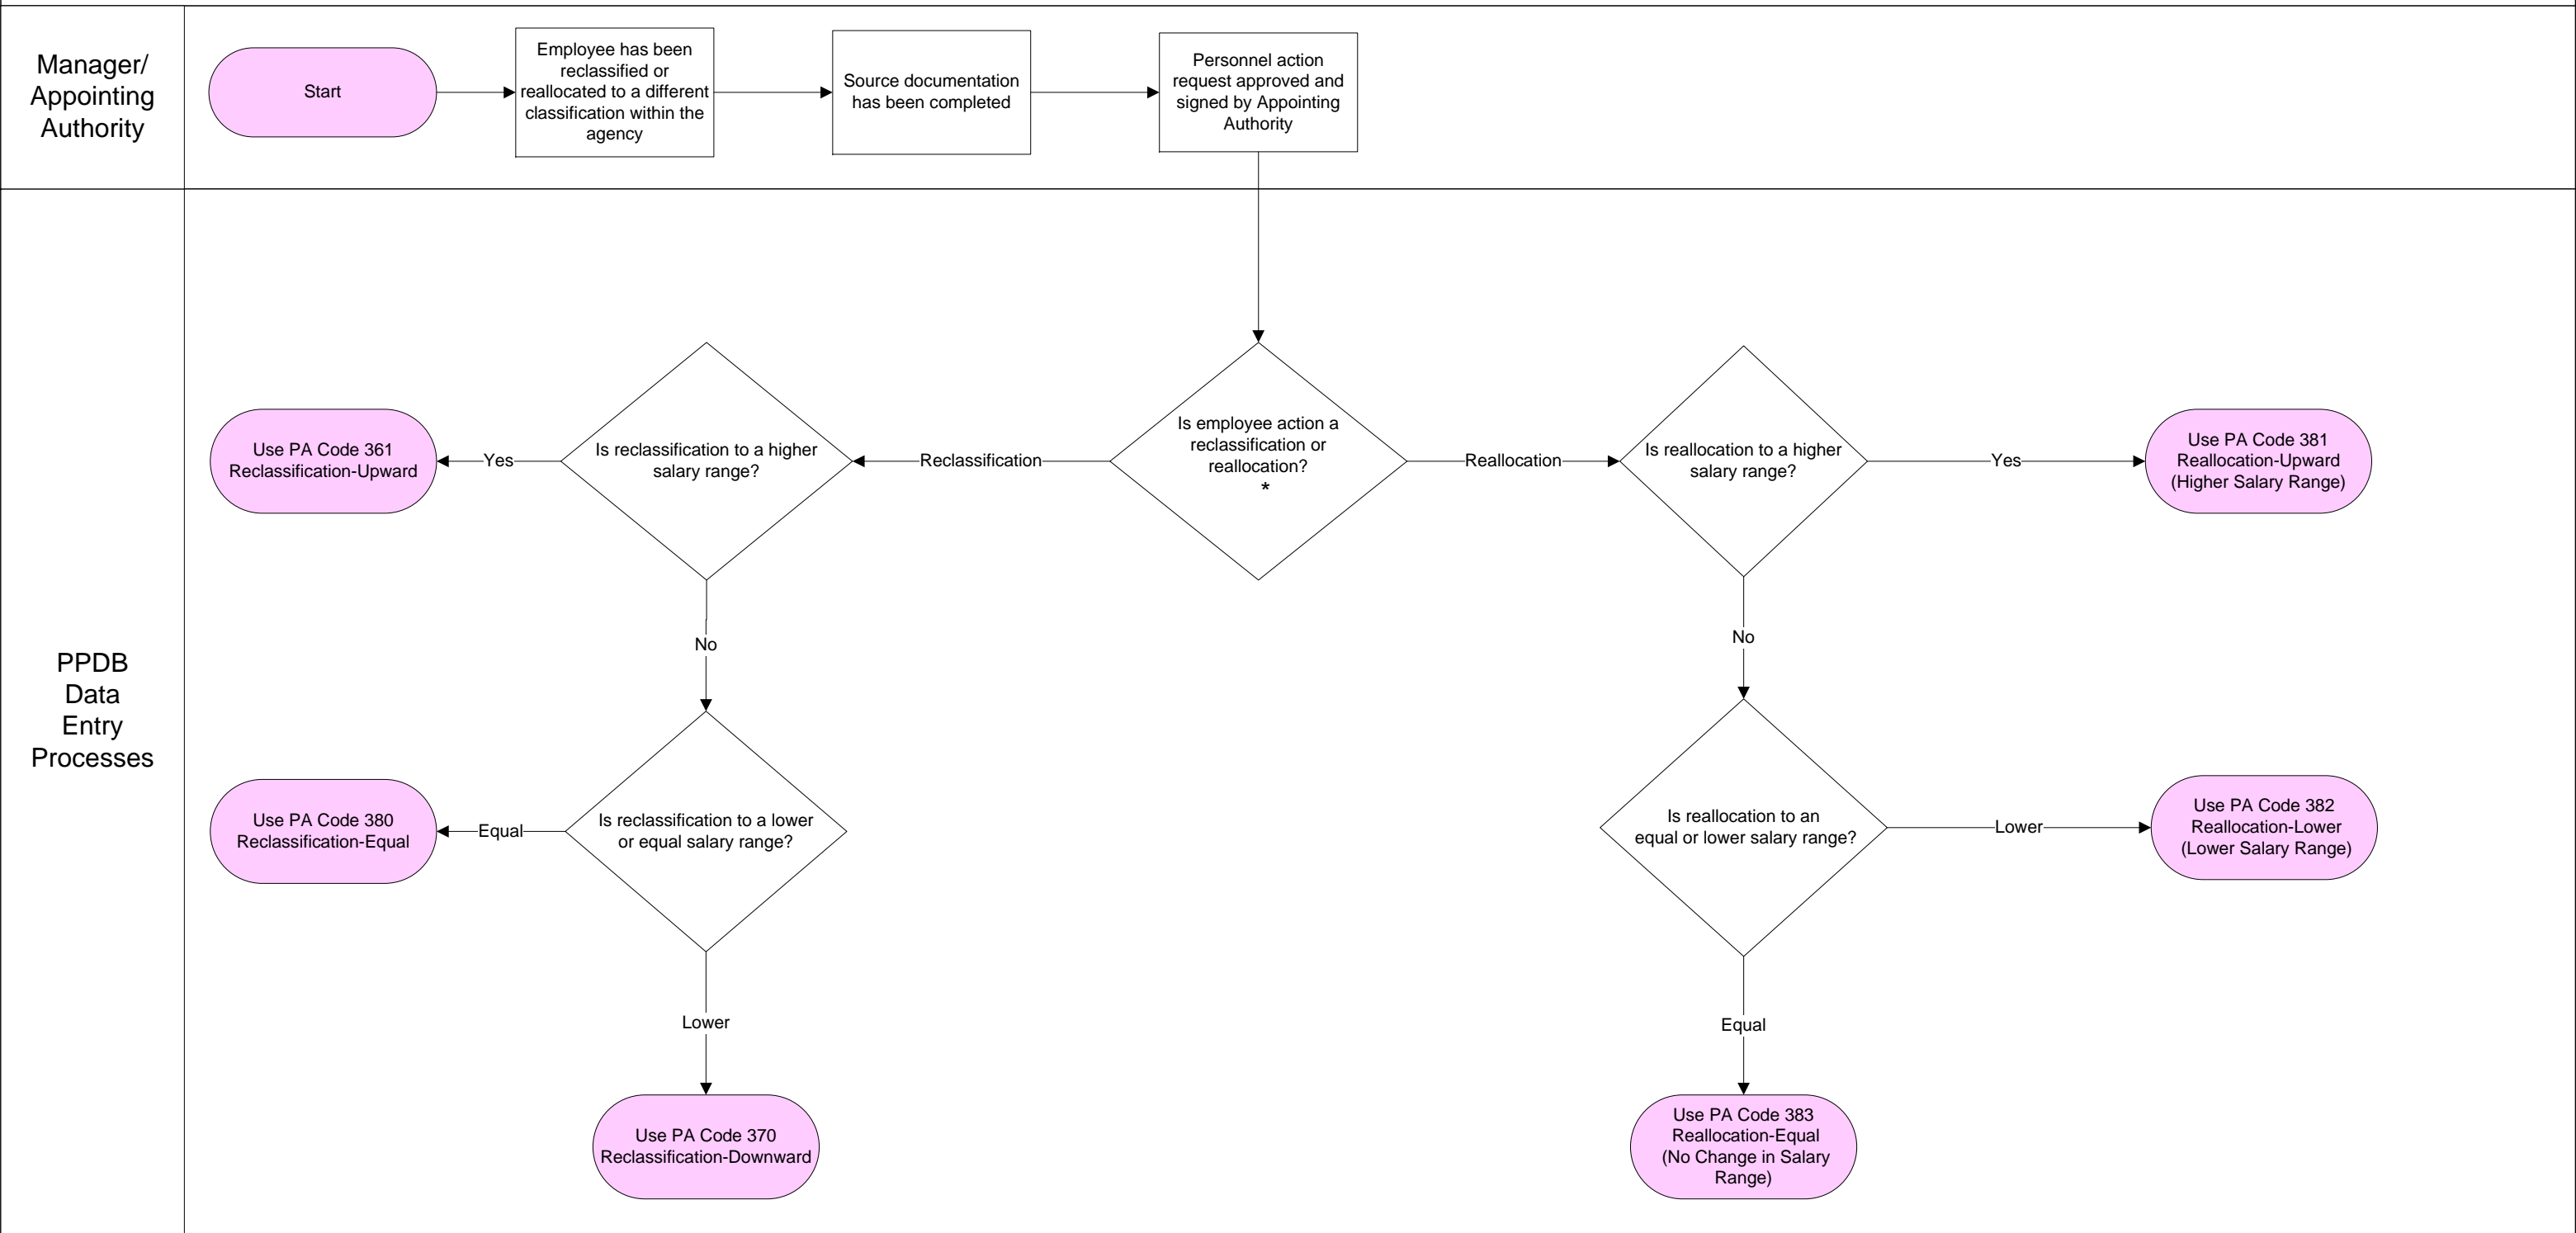 Manager/
Appointing
Authority
Start
Employee has been
reclassified or
reallocated to a different
classification within the
agency
Source documentation
has been completed
Personnel action
request approved and
signed by Appointing
Authority
PPDB
Data
Entry
Processes
Use PA Code 361
Reclassification-Upward
Yes
Is reclassification to a higher
salary range?
Reclassification
Is employee action a
reclassification or
reallocation?
*
Reallocation
Is reallocation to a higher
salary range?
Yes
Use PA Code 381
Reallocation-Upward
(Higher Salary Range)
No
No
Use PA Code 380
Reclassification-Equal
Equal
Is reclassification to a lower
or equal salary range?
Is reallocation to an
equal or lower salary range?
Lower
Use PA Code 382
Reallocation-Lower
(Lower Salary Range)
Lower
Equal
Use PA Code 370
Reclassification-Downward
Use PA Code 383
Reallocation-Equal
(No Change in Salary
Range)